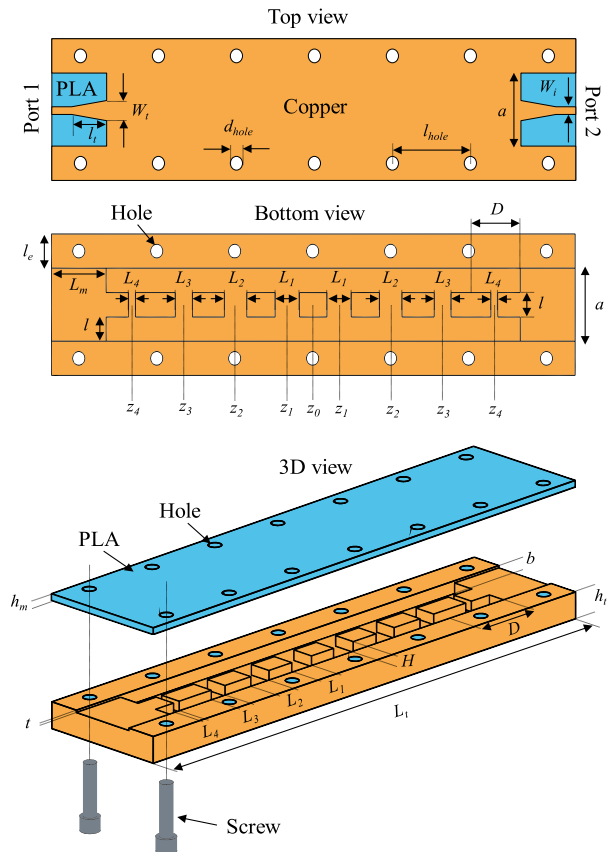 Top view
Port 1
PLA
W_t
l_t
Copper
d_hole
l_hole
a
W_i
Port 2
Hole
Bottom view
D
l_e
L_m
L_4 L_3 L_2 L_1 L_1 L_2 L_3 L_4
l
l
a
z_4 z_3 z_2 z_1 z_0 z_1 z_2 z_3 z_4
3D view
Hole
PLA
h_m
b
h_t
D
H
L_1
L_2
L_3
L_4
L_t
t
Screw